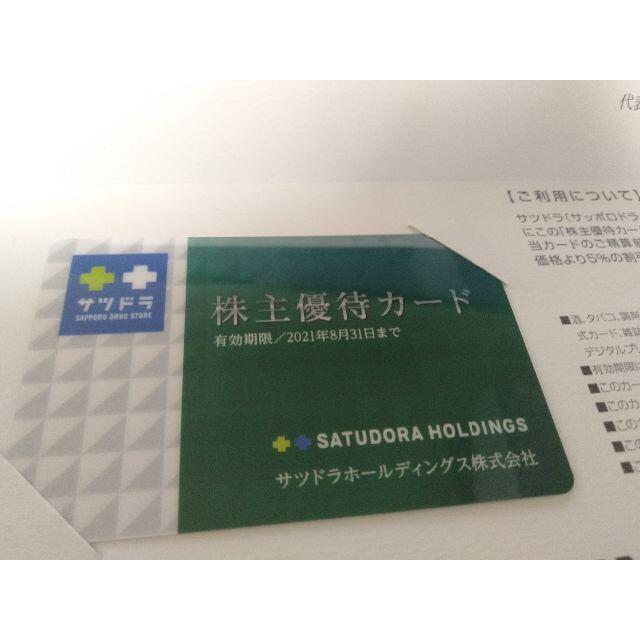 代表
【ご利用について】
サツドラ（サッポロドラ
にこの「株主優待カー
当カードのご精算前
価格より5%の割引
■酒、タバコ、調剤
式カード、雑誌
デジタルプリ
■有効期限
■このカー
■このカ
■この
■こ
サツドラ
SAPPORO DRUG STORE
株主優待カード
有効期限／2021年8月31日まで
SATUDORA HOLDINGS
サツドラホールディングス株式会社